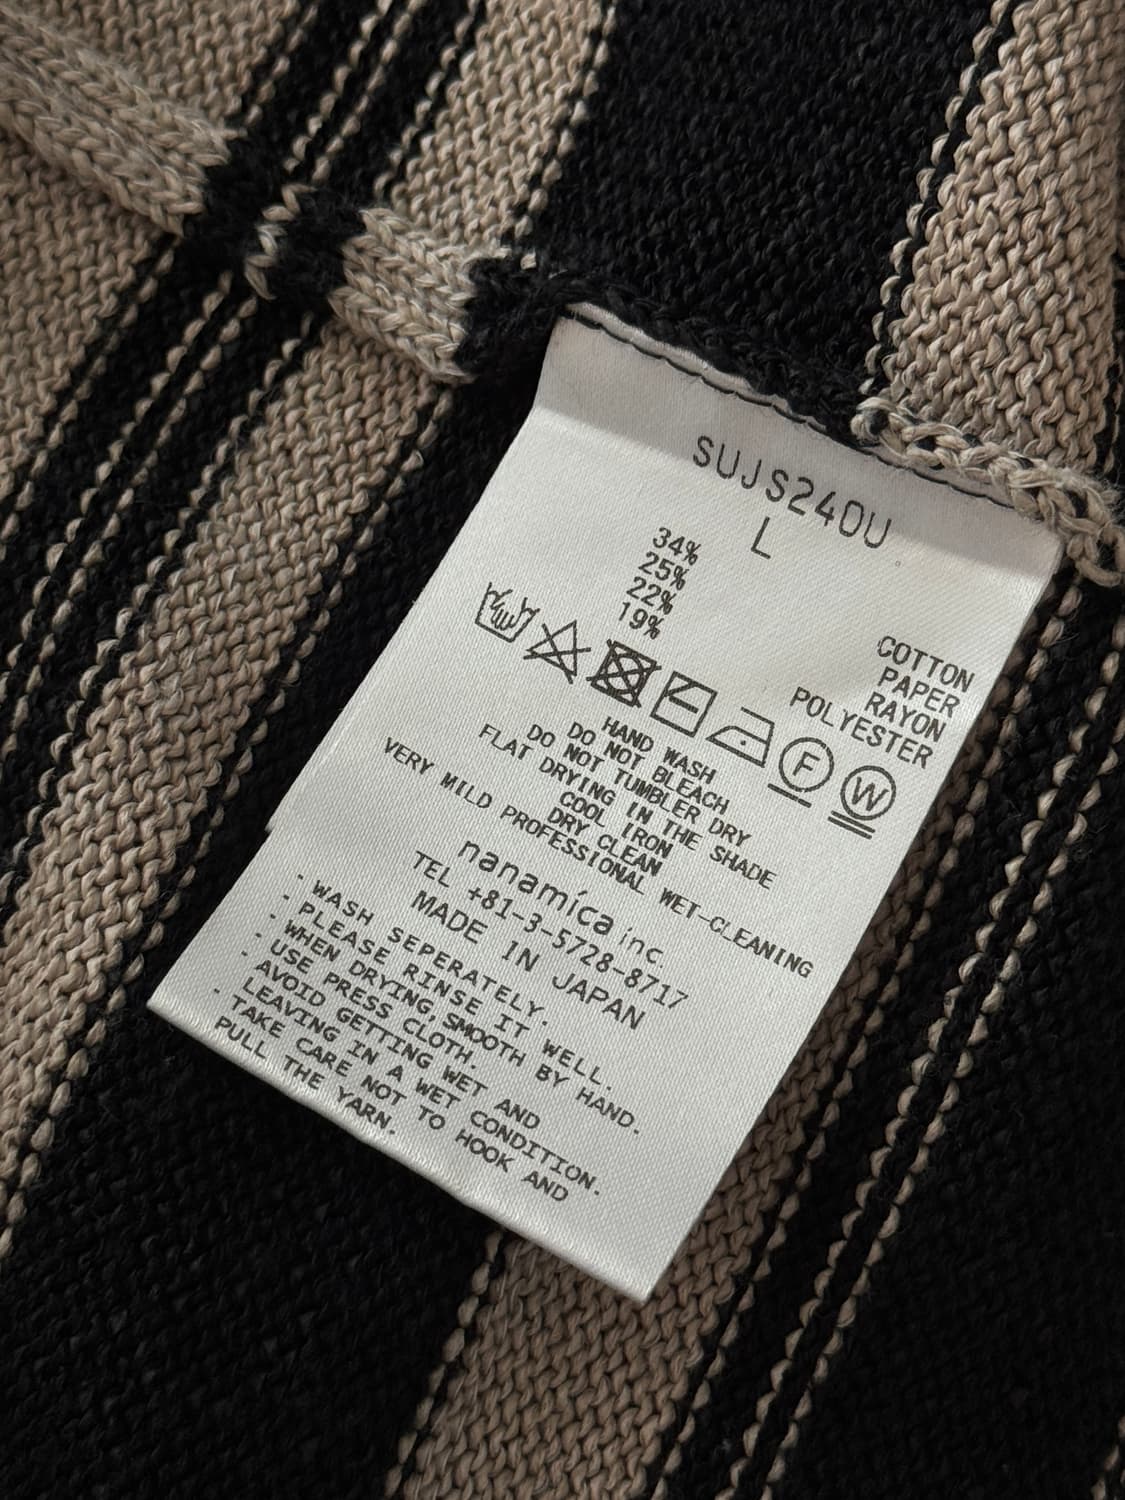 SUJS240U
L
34% COTTON
25% PAPER
22% RAYON
19% POLYESTER
F W
HAND WASH
DO NOT BLEACH
DO NOT TUMBLER DRY
FLAT DRYING IN THE SHADE
COOL IRON
DRY CLEAN
VERY MILD PROFESSIONAL WET-CLEANING
nanamíca inc.
TEL +81-3-5728-8717
MADE IN JAPAN
· WASH SEPERATELY.
· PLEASE RINSE IT WELL.
· WHEN DRYING, SMOOTH BY HAND.
· USE PRESS CLOTH.
· AVOID GETTING WET AND
LEAVING IN A WET CONDITION.
· TAKE CARE NOT TO HOOK AND
PULL THE YARN.